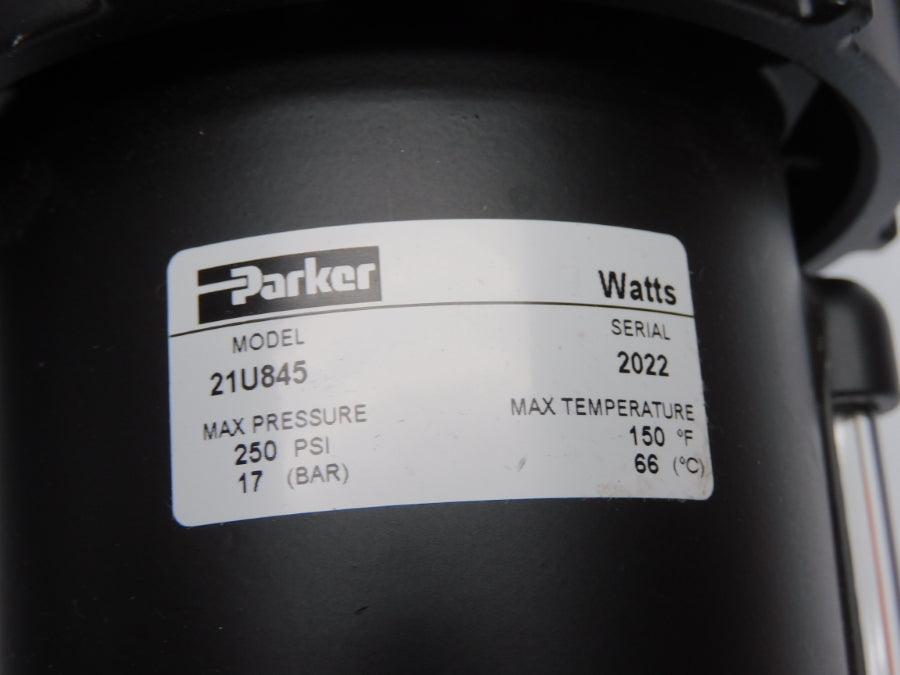 Parker Watts
MODEL SERIAL
21U845 2022
MAX PRESSURE MAX TEMPERATURE
250 PSI 150 °F
17 (BAR) 66 (°C)